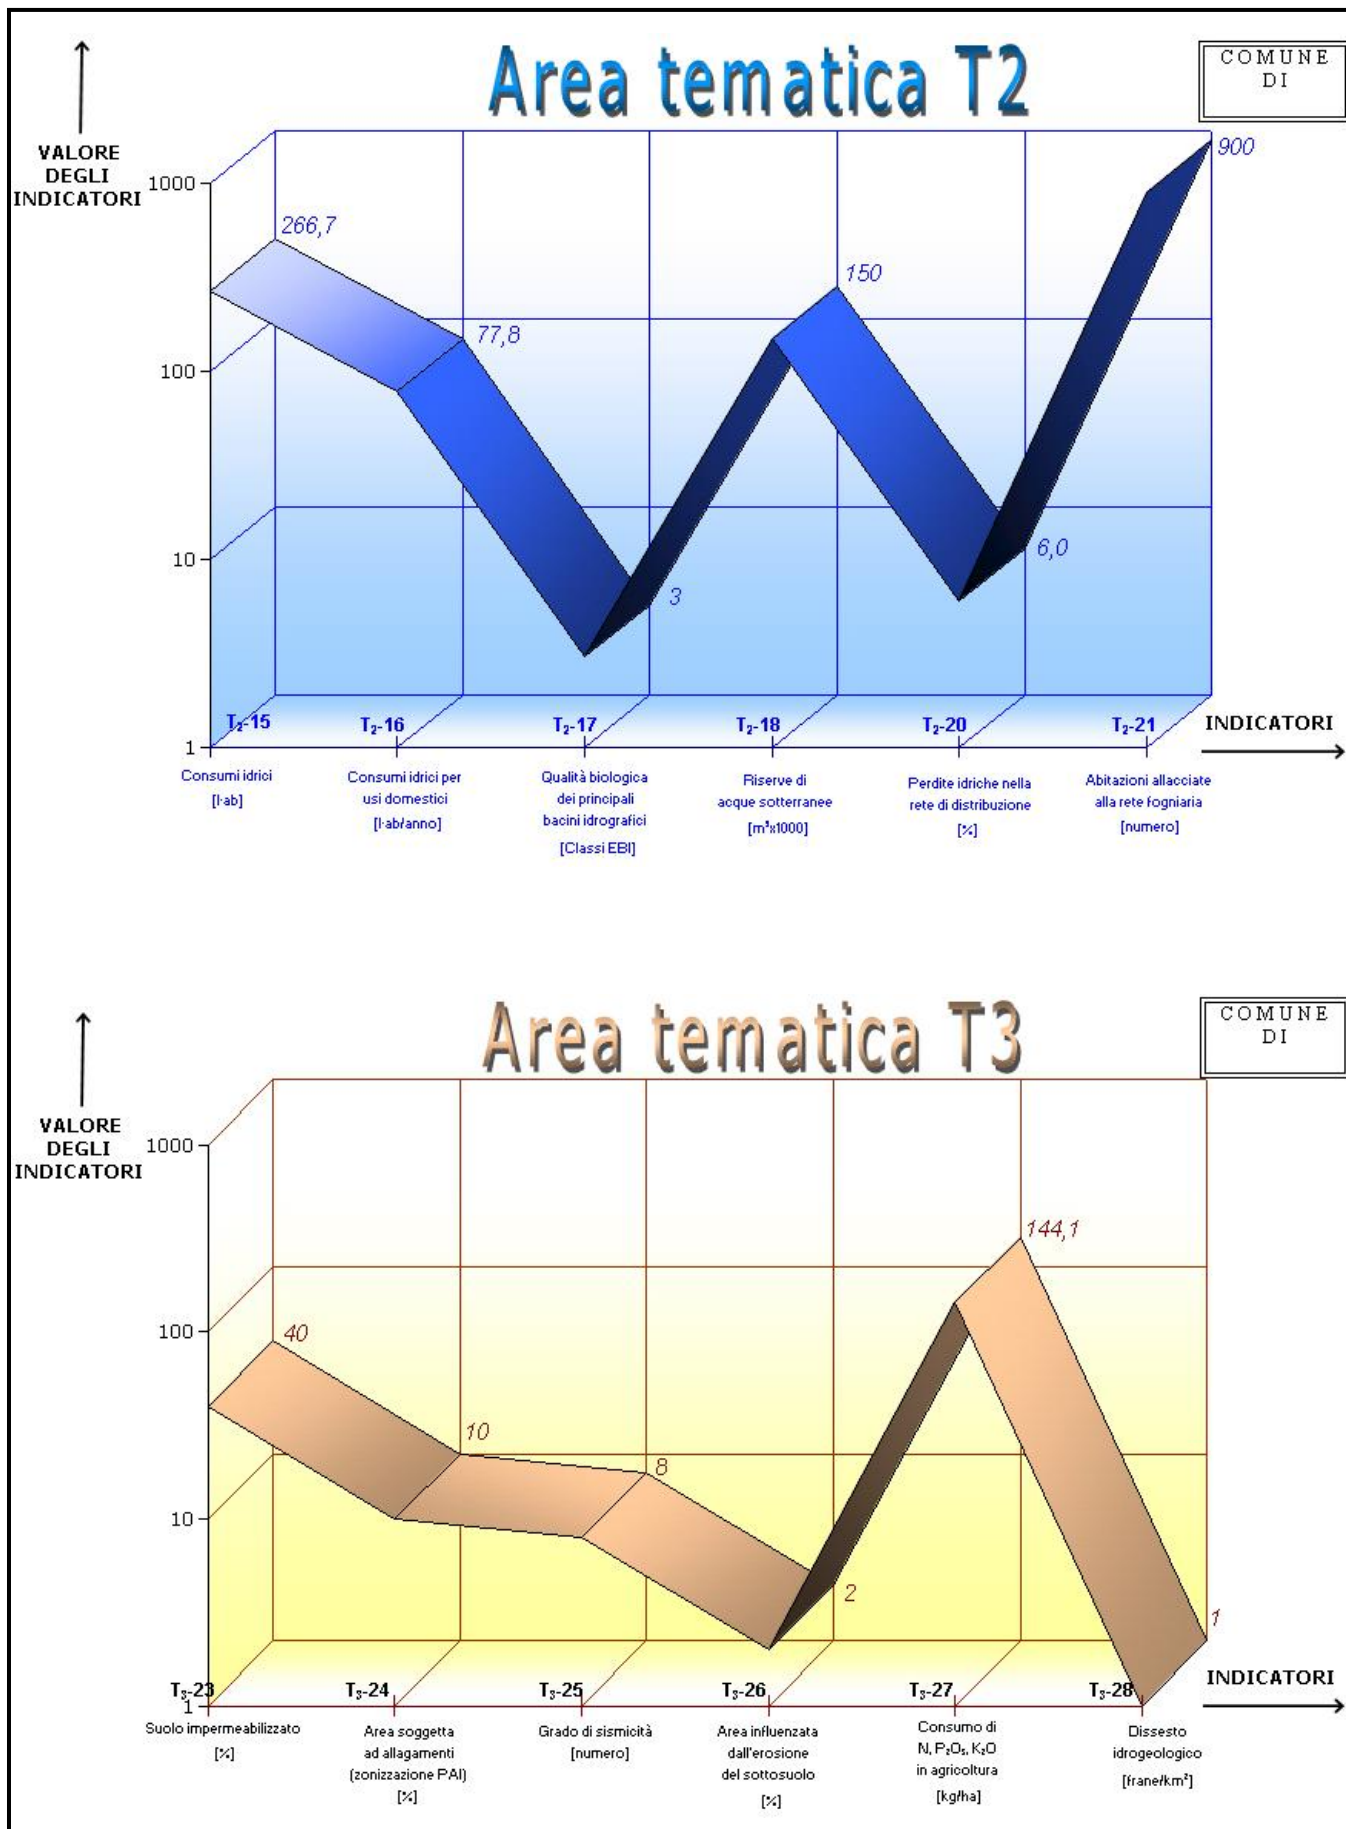 Area tematica T2
COMUNE
DI
VALORE
DEGLI
INDICATORI
1000
100
10
1
266,7
77,8
3
150
6,0
900
T₂-15
T₂-16
T₂-17
T₂-18
T₂-20
T₂-21
INDICATORI
Consumi idrici
[l·ab]
Consumi idrici per
usi domestici
[l·ab/anno]
Qualità biologica
dei principali
bacini idrografici
[Classi EBI]
Riserve di
acque sotterranee
[m³x1000]
Perdite idriche nella
rete di distribuzione
[%]
Abitazioni allacciate
alla rete fogniaria
[numero]
Area tematica T3
COMUNE
DI
VALORE
DEGLI
INDICATORI
1000
100
10
1
40
10
8
2
144,1
1
T₃-23
T₃-24
T₃-25
T₃-26
T₃-27
T₃-28
INDICATORI
Suolo impermeabilizzato
[%]
Area soggetta
ad allagamenti
(zonizzazione PAI)
[%]
Grado di sismicità
[numero]
Area influenzata
dall'erosione
del sottosuolo
[%]
Consumo di
N, P₂O₅, K₂O
in agricoltura
[kg/ha]
Dissesto
idrogeologico
[frane/km²]